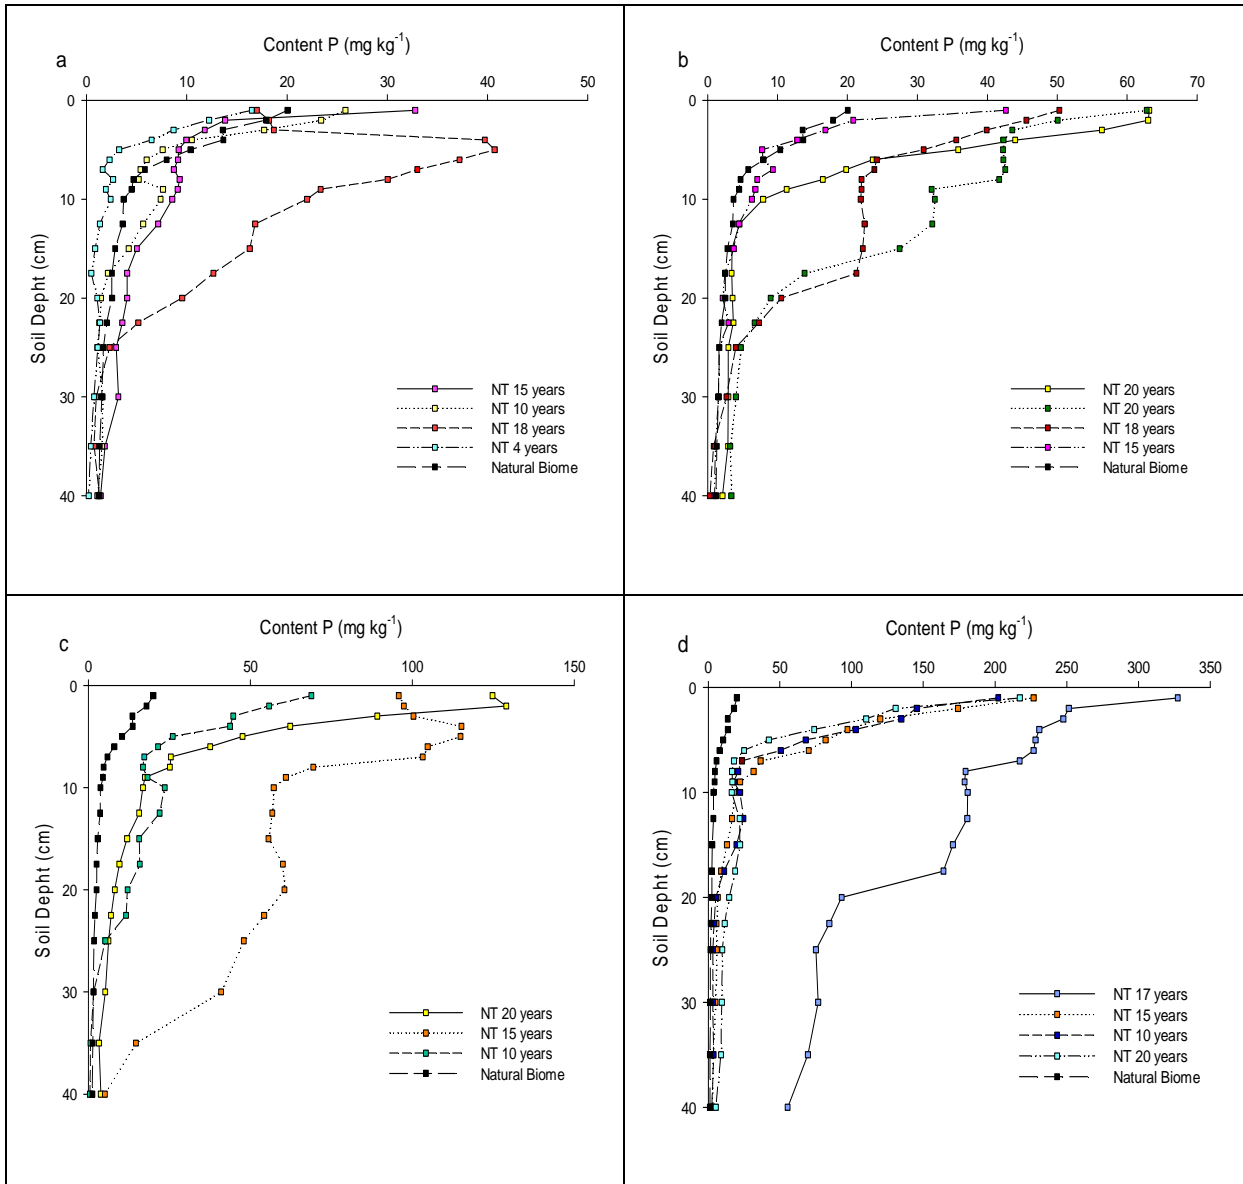 Content P (mg kg-1)
a
0 10 20 30 40 50
0
10
20
30
40
Soil Depht (cm)
NT 15 years
NT 10 years
NT 18 years
NT 4 years
Natural Biome
Content P (mg kg-1)
b
0 10 20 30 40 50 60 70
0
10
20
30
40
Soil Depht (cm)
NT 20 years
NT 20 years
NT 18 years
NT 15 years
Natural Biome
Content P (mg kg-1)
c
0 50 100 150
0
10
20
30
40
Soil Depht (cm)
NT 20 years
NT 15 years
NT 10 years
Natural Biome
Content P (mg kg-1)
d
0 50 100 150 200 250 300 350
0
10
20
30
40
Soil Depht (cm)
NT 17 years
NT 15 years
NT 10 years
NT 20 years
Natural Biome